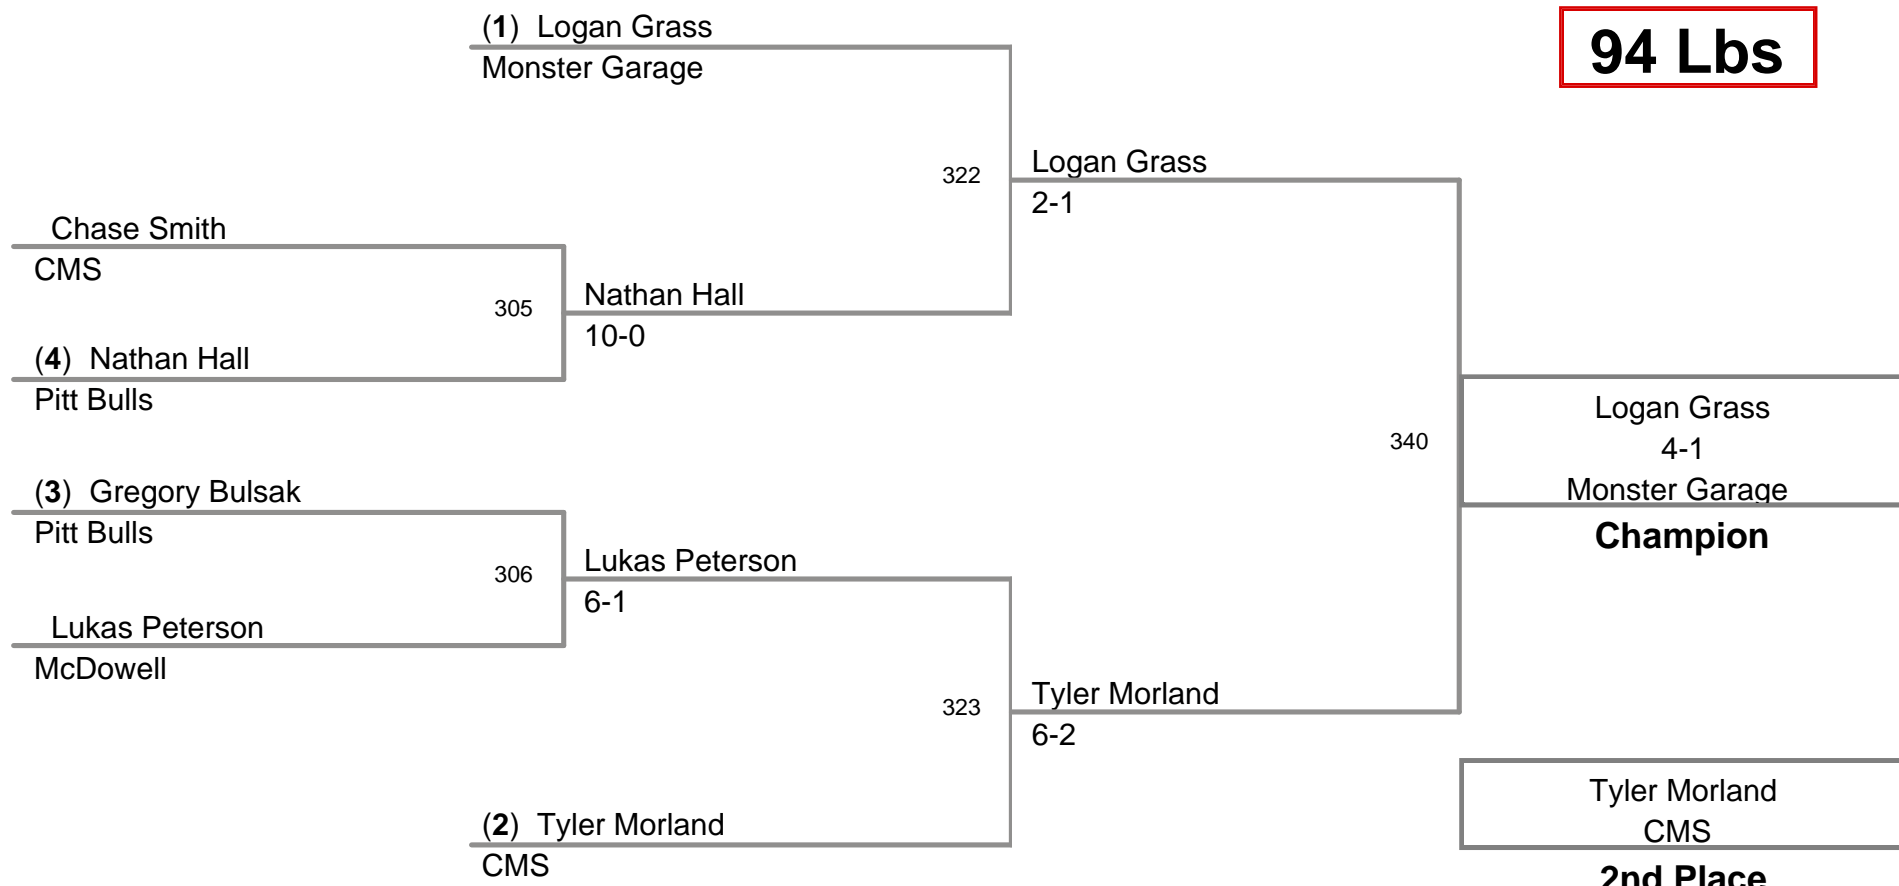 (1) Logan Grass
Monster Garage
94 Lbs
322
Logan Grass
2-1
Chase Smith
CMS
305
Nathan Hall
10-0
(4) Nathan Hall
Pitt Bulls
340
Logan Grass
4-1
Monster Garage
Champion
(3) Gregory Bulsak
Pitt Bulls
306
Lukas Peterson
6-1
Lukas Peterson
McDowell
323
Tyler Morland
6-2
(2) Tyler Morland
CMS
Tyler Morland
CMS
2nd Place